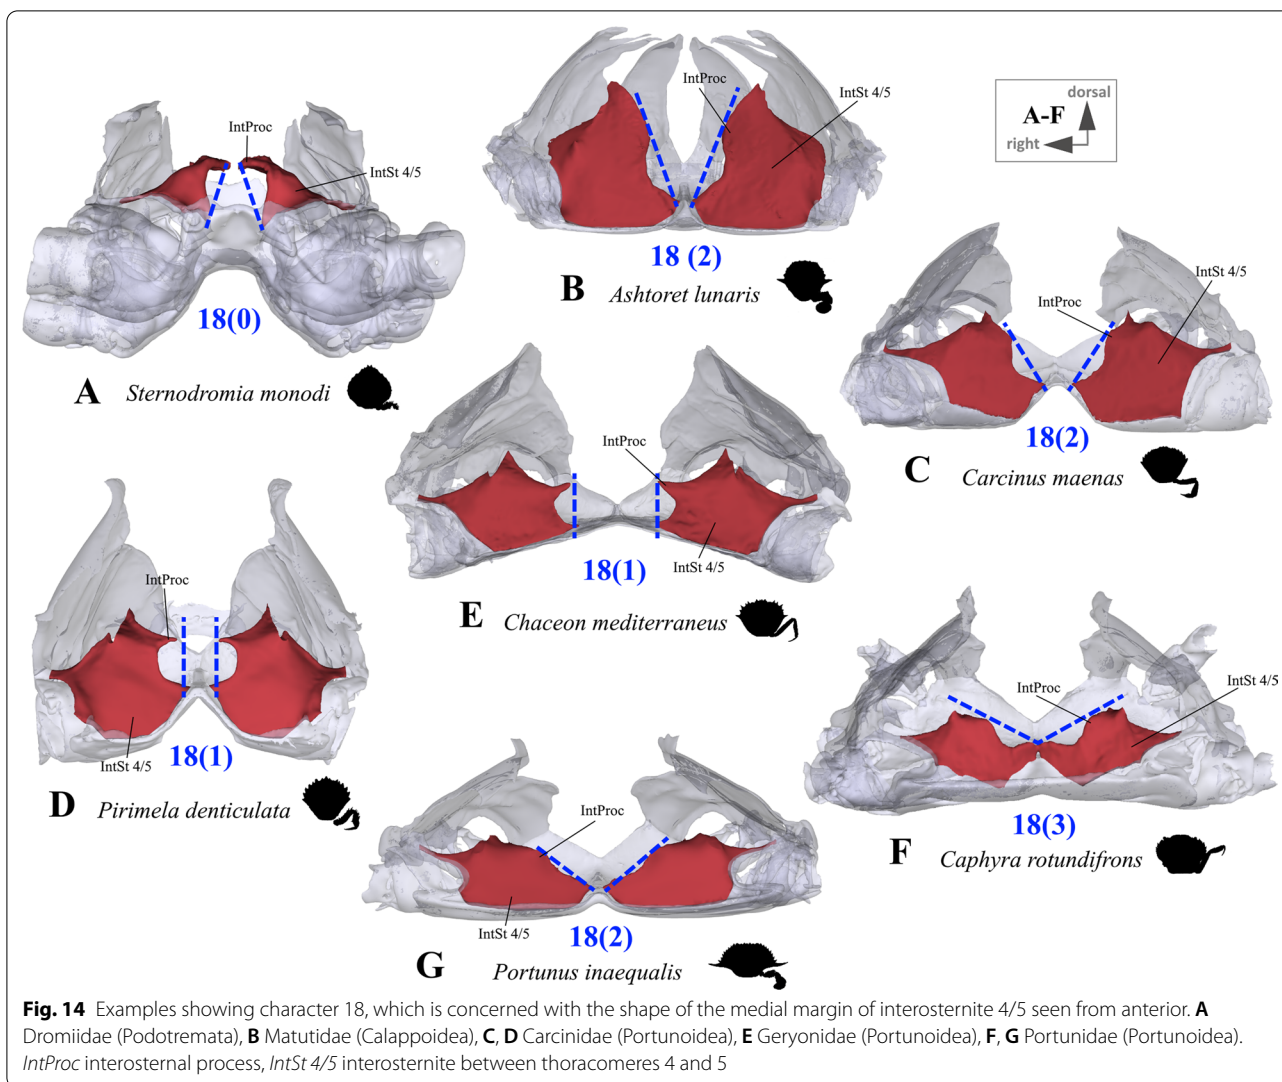 IntProc
IntSt 4/5
18(0)
A Sternodromia monodi
IntProc
IntSt 4/5
18 (2)
B Ashtoret lunaris
A-F
dorsal
right
IntSt 4/5
IntProc
18(2)
C Carcinus maenas
IntProc
18(1)
IntSt 4/5
E Chaceon mediterraneus
IntProc
IntSt 4/5
18(1)
D Pirimela denticulata
IntProc
IntSt 4/5
18(3)
F Caphyra rotundifrons
IntProc
IntSt 4/5
18(2)
G Portunus inaequalis
Fig. 14 Examples showing character 18, which is concerned with the shape of the medial margin of interosternite 4/5 seen from anterior. A
Dromiidae (Podotremata), B Matutidae (Calappoidea), C, D Carcinidae (Portunoidea), E Geryonidae (Portunoidea), F, G Portunidae (Portunoidea).
IntProc interosternal process, IntSt 4/5 interosternite between thoracomeres 4 and 5